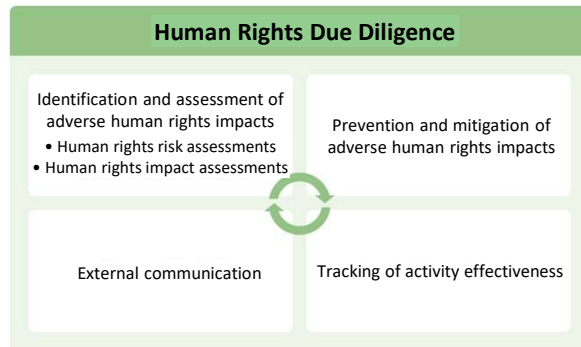 Human Rights Due Diligence
Identification and assessment of
adverse human rights impacts
• Human rights risk assessments
• Human rights impact assessments
Prevention and mitigation of
adverse human rights impacts
External communication
Tracking of activity effectiveness